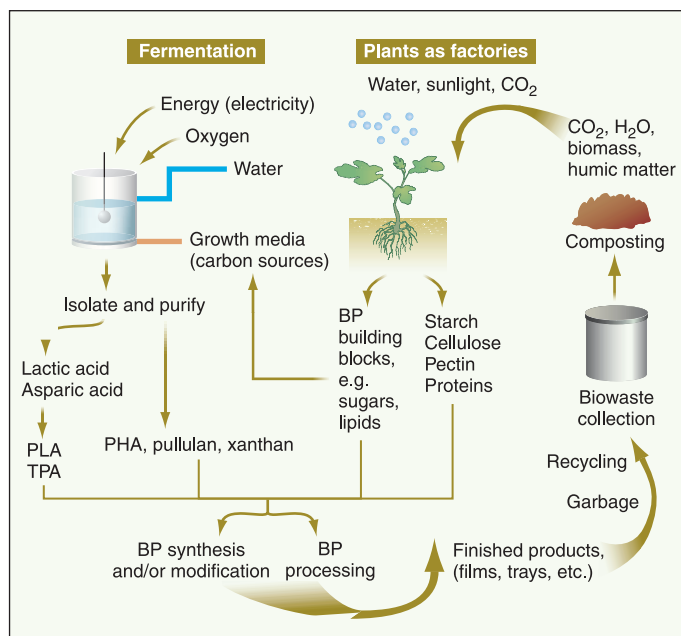 Fermentation
Plants as factories
Water, sunlight, CO₂
Energy (electricity)
Oxygen
Water
Growth media
(carbon sources)
CO₂, H₂O,
biomass,
humic matter
Composting
Isolate and purify
BP
building
blocks,
e.g.
sugars,
lipids
Starch
Cellulose
Pectin
Proteins
Lactic acid
Asparic acid
Biowaste
collection
PLA
TPA
PHA, pullulan, xanthan
Recycling
Garbage
BP synthesis
and/or modification
BP
processing
Finished products,
(films, trays, etc.)